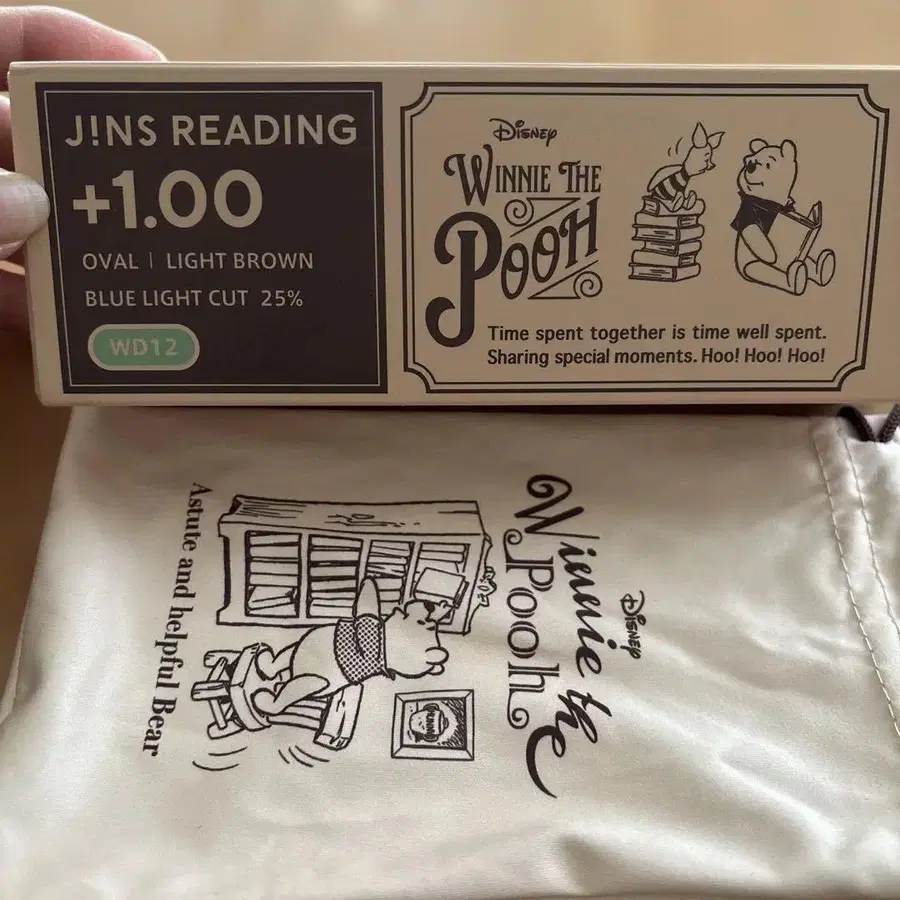 J!NS READING
+1.00
OVAL | LIGHT BROWN
BLUE LIGHT CUT 25%
WD12
Disney
WINNIE THE
POOH
Time spent together is time well spent.
Sharing special moments. Hoo! Hoo! Hoo!
Disney
Winnie the
Pooh
HUNNY
Astute and helpful Bear